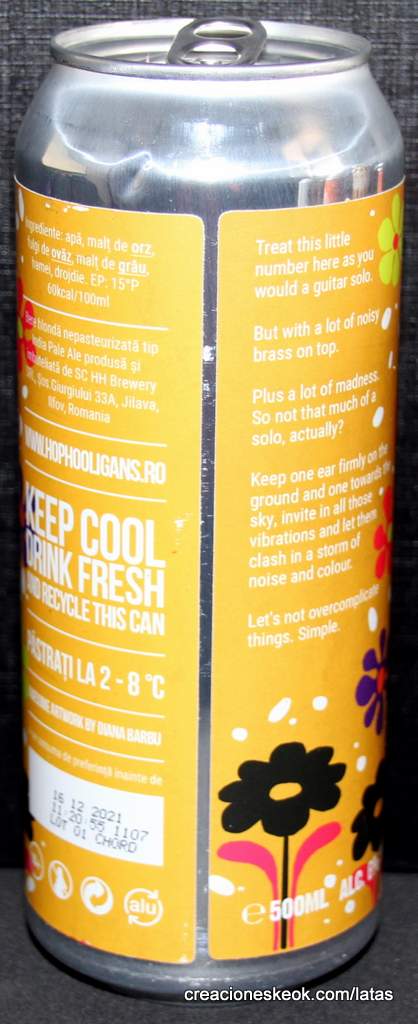 Ingrediente: apă, malț de orz,
fulgi de ovăz, malț de grâu,
hamei, drojdie. EP: 15°P
60kcal/100ml
Bere blondă nepasteurizată tip
India Pale Ale produsă și
îmbuteliată de SC HH Brewery
SRL, Șos Giurgiului 33A, Jilava,
Ilfov, Romania
WWW.HOPHOOLIGANS.RO
KEEP COOL
DRINK FRESH
AND RECYCLE THIS CAN
PĂSTRAȚI LA 2 - 8 °C
ARTWORK BY DIANA BARBU
A se consuma de preferință înainte de
16 12 2021
11:20:55 1107
LOT 01 CHORD
alu
Treat this little
number here as you
would a guitar solo.
But with a lot of noisy
brass on top.
Plus a lot of madness.
So not that much of a
solo, actually?
Keep one ear firmly on the
ground and one towards the
sky, invite in all those
vibrations and let them
clash in a storm of
noise and colour.
Let's not overcomplicate
things. Simple.
℮ 500ML ALC.
creacioneskeok.com/latas